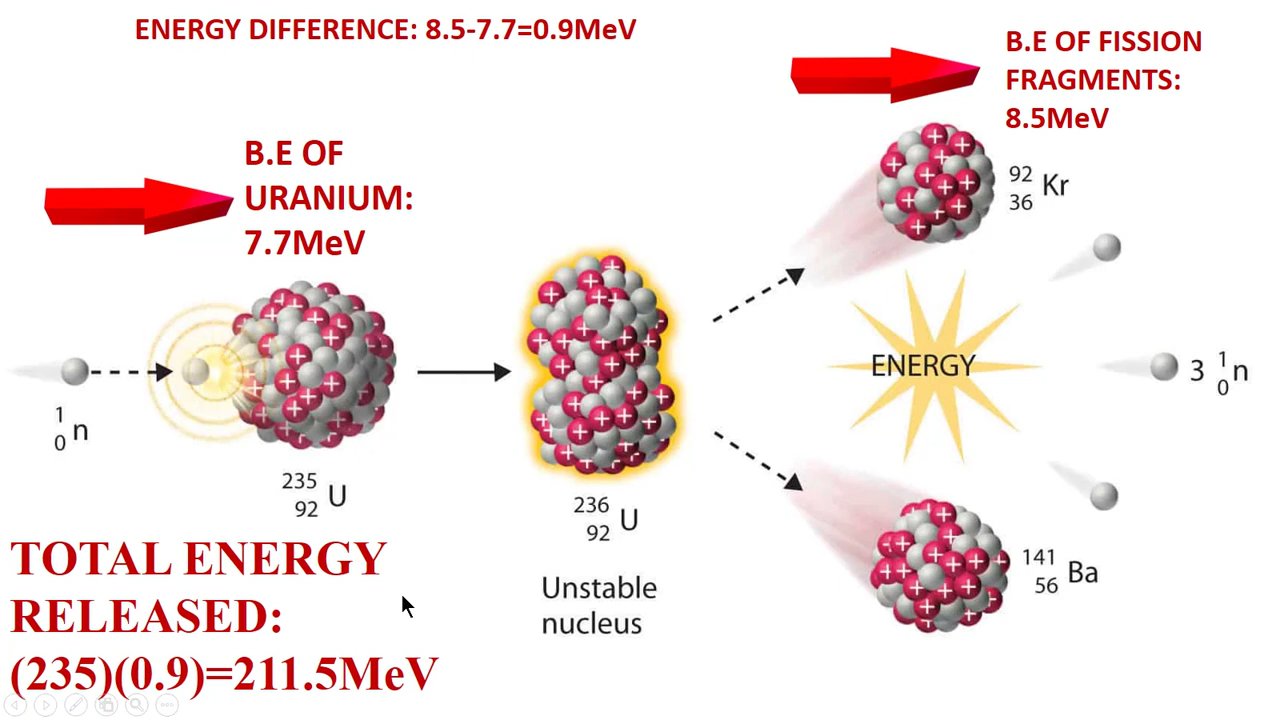 ENERGY DIFFERENCE: 8.5-7.7=0.9MeV
B.E OF FISSION
FRAGMENTS:
8.5MeV
B.E OF
URANIUM:
7.7MeV
92
36 Kr
ENERGY
3 1
0 n
1
0 n
235
92 U
236
92 U
141
56 Ba
Unstable
nucleus
TOTAL ENERGY
RELEASED:
(235)(0.9)=211.5MeV